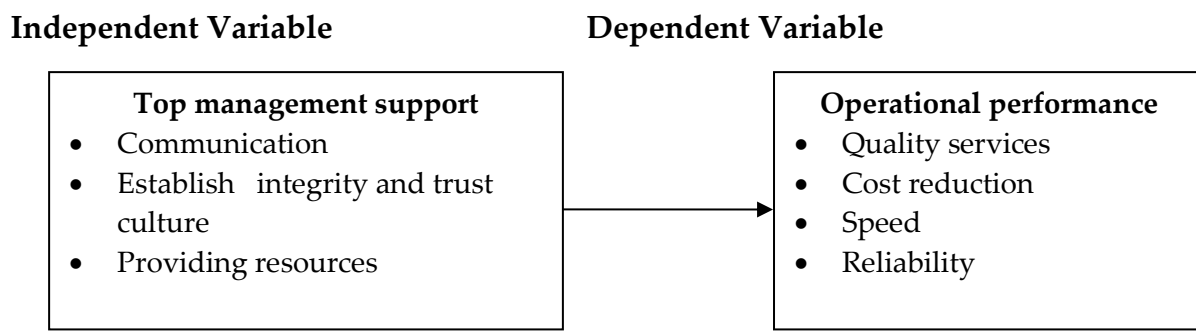 Independent Variable
Dependent Variable
Top management support
• Communication
• Establish integrity and trust
culture
• Providing resources
Operational performance
• Quality services
• Cost reduction
• Speed
• Reliability